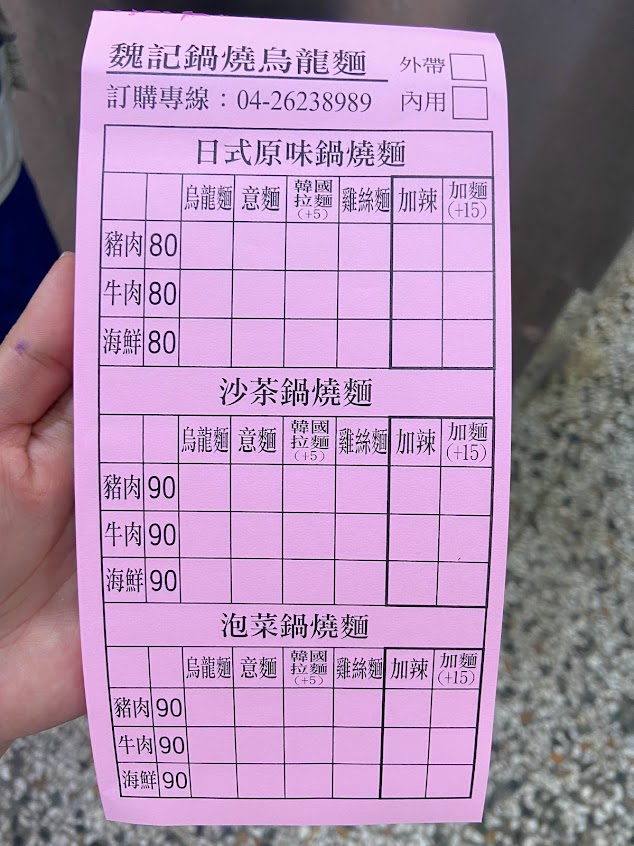 魏記鍋燒烏龍麵 外帶
訂購專線：04-26238989 內用
日式原味鍋燒麵
烏龍麵 意麵 韓國拉麵(+5) 雞絲麵 加辣 加麵(+15)
豬肉 80
牛肉 80
海鮮 80
沙茶鍋燒麵
烏龍麵 意麵 韓國拉麵(+5) 雞絲麵 加辣 加麵(+15)
豬肉 90
牛肉 90
海鮮 90
泡菜鍋燒麵
烏龍麵 意麵 韓國拉麵(+5) 雞絲麵 加辣 加麵(+15)
豬肉 90
牛肉 90
海鮮 90